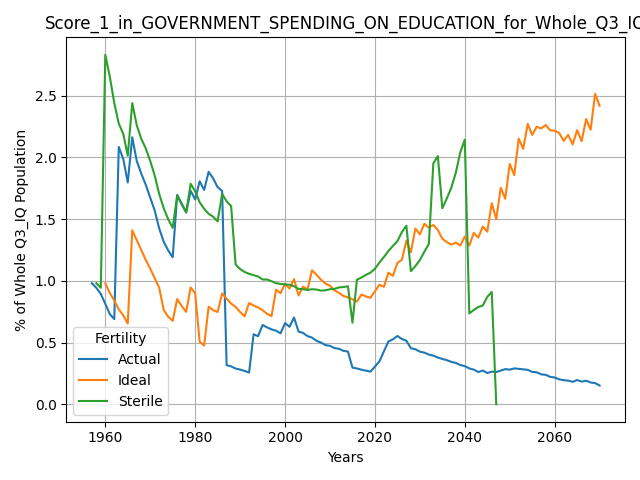 Score_1_in_GOVERNMENT_SPENDING_ON_EDUCATION_for_Whole_Q3_IQ
% of Whole Q3_IQ Population
2.5
2.0
1.5
1.0
0.5
0.0
Fertility
Actual
Ideal
Sterile
1960 1980 2000 2020 2040 2060
Years